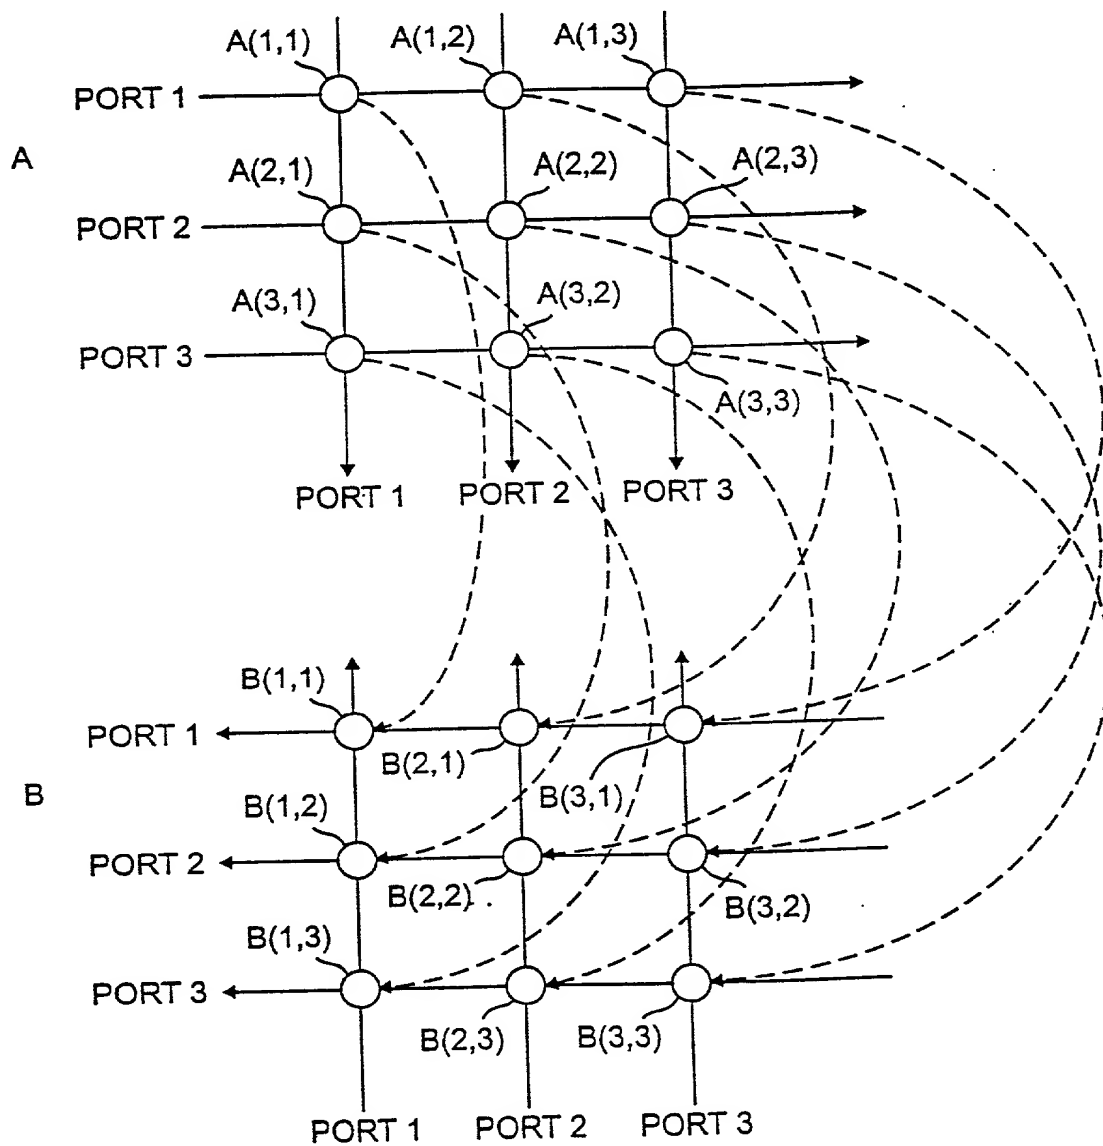 A(1,1) A(1,2) A(1,3)
PORT 1
A
A(2,1) A(2,2) A(2,3)
PORT 2
A(3,1) A(3,2)
PORT 3
A(3,3)
PORT 1 PORT 2 PORT 3
B(1,1)
PORT 1
B(2,1)
B(3,1)
B
B(1,2)
PORT 2
B(2,2)
B(3,2)
B(1,3)
PORT 3
B(2,3) B(3,3)
PORT 1 PORT 2 PORT 3